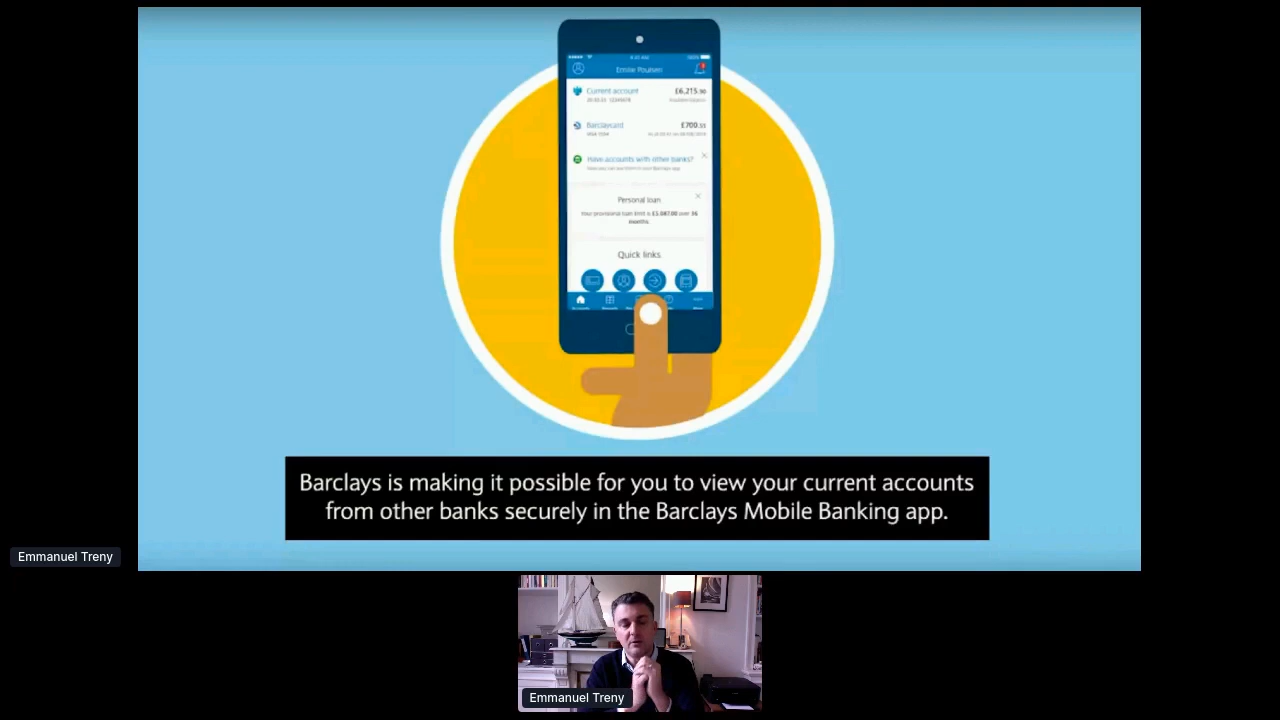 Emilie Poulsen
Current account
£6,215.96
Barclaycard
£700.55
Have accounts with other banks?
Personal loan
Quick links
Barclays is making it possible for you to view your current accounts
from other banks securely in the Barclays Mobile Banking app.
Emmanuel Treny
Emmanuel Treny